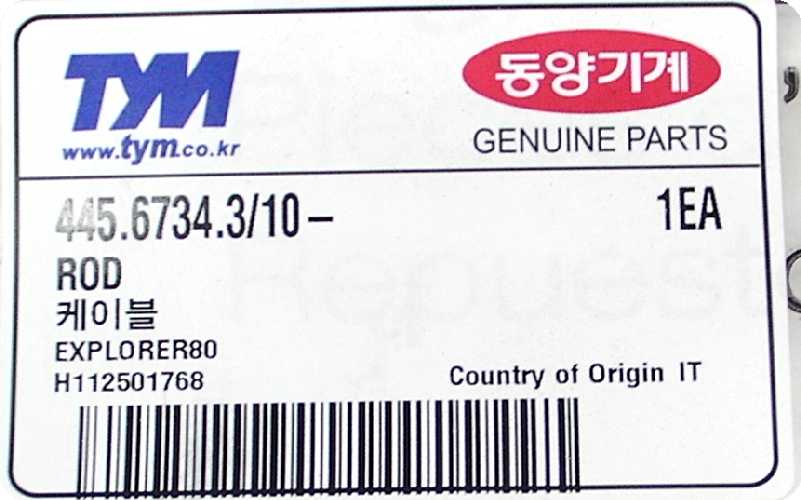 TYM
www.tym.co.kr
동양기계
GENUINE PARTS
445.6734.3/10-
1EA
ROD
케이블
EXPLORER80
H112501768
Country of Origin IT